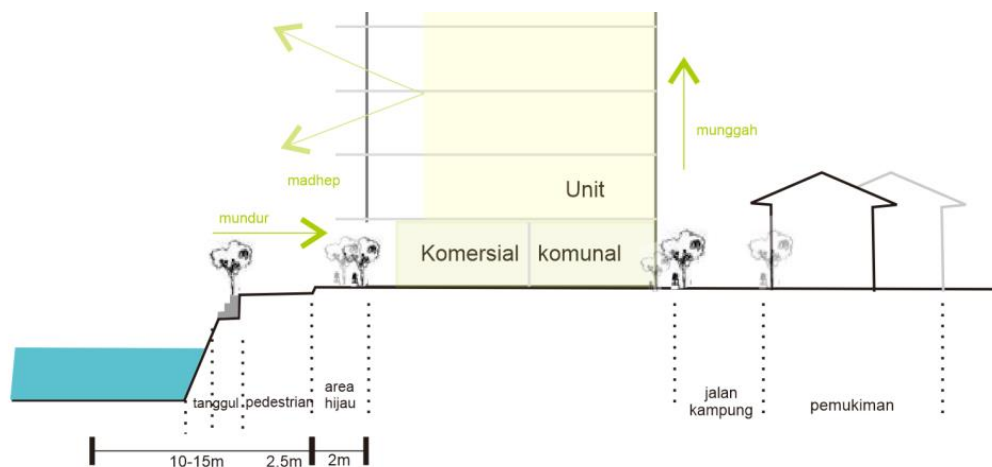 munggah
madhep
Unit
mundur
Komersial
komunal
tanggul
pedestrian
area
hijau
jalan
kampung
pemukiman
10-15m
2.5m
2m